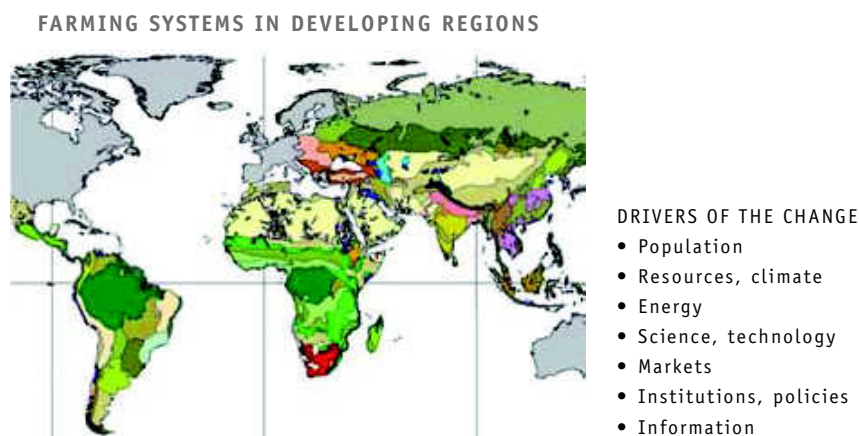 FARMING SYSTEMS IN DEVELOPING REGIONS
DRIVERS OF THE CHANGE
• Population
• Resources, climate
• Energy
• Science, technology
• Markets
• Institutions, policies
• Information